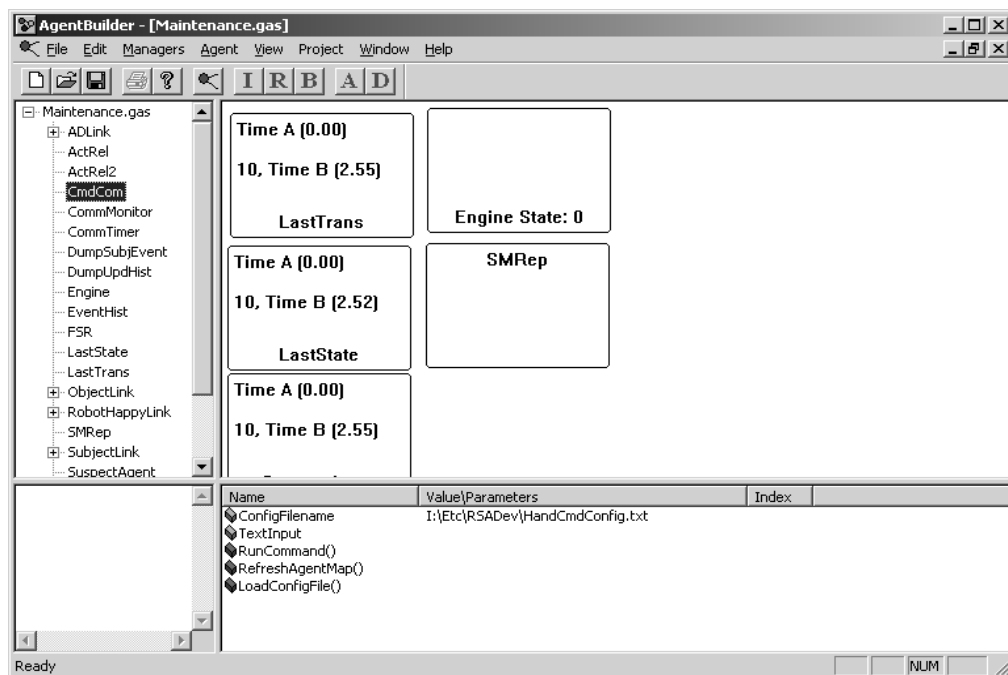 AgentBuilder - [Maintenance.gas]
File Edit Managers Agent View Project Window Help
I R B A D
Maintenance.gas
ADLink
ActRel
ActRel2
CmdCom
CommMonitor
CommTimer
DumpSubjEvent
DumpUpdHist
Engine
EventHist
FSR
LastState
LastTrans
ObjectLink
RobotHappyLink
SMRep
SubjectLink
SuspectAgent
Time A (0.00)
10, Time B (2.55)
LastTrans
Engine State: 0
Time A (0.00)
10, Time B (2.52)
LastState
SMRep
Time A (0.00)
10, Time B (2.55)
Name Value\Parameters Index
ConfigFilename I:\Etc\RSADev\HandCmdConfig.txt
TextInput
RunCommand()
RefreshAgentMap()
LoadConfigFile()
Ready NUM